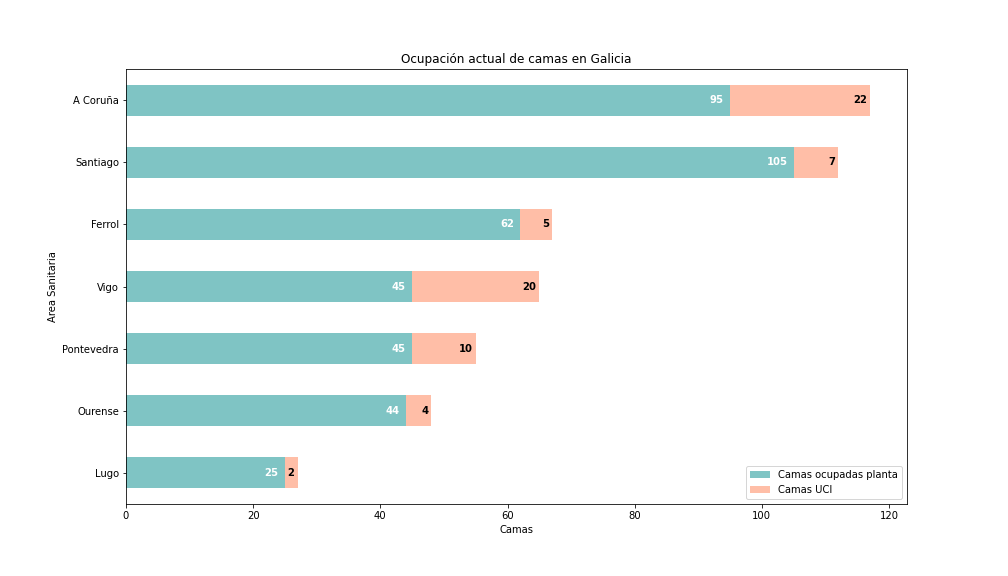 Ocupación actual de camas en Galicia
Area Sanitaria
A Coruña 95 22
Santiago 105 7
Ferrol 62 5
Vigo 45 20
Pontevedra 45 10
Ourense 44 4
Lugo 25 2
Camas ocupadas planta
Camas UCI
0 20 40 60 80 100 120
Camas